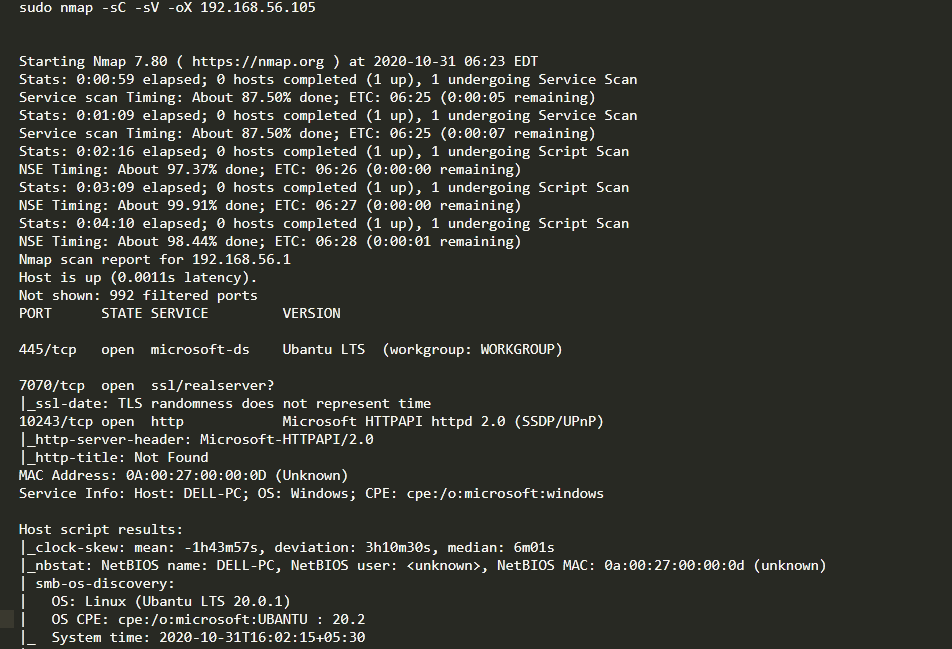 sudo nmap -sC -sV -oX 192.168.56.105
Starting Nmap 7.80 ( https://nmap.org ) at 2020-10-31 06:23 EDT
Stats: 0:00:59 elapsed; 0 hosts completed (1 up), 1 undergoing Service Scan
Service scan Timing: About 87.50% done; ETC: 06:25 (0:00:05 remaining)
Stats: 0:01:09 elapsed; 0 hosts completed (1 up), 1 undergoing Service Scan
Service scan Timing: About 87.50% done; ETC: 06:25 (0:00:07 remaining)
Stats: 0:02:16 elapsed; 0 hosts completed (1 up), 1 undergoing Script Scan
NSE Timing: About 97.37% done; ETC: 06:26 (0:00:00 remaining)
Stats: 0:03:09 elapsed; 0 hosts completed (1 up), 1 undergoing Script Scan
NSE Timing: About 99.91% done; ETC: 06:27 (0:00:00 remaining)
Stats: 0:04:10 elapsed; 0 hosts completed (1 up), 1 undergoing Script Scan
NSE Timing: About 98.44% done; ETC: 06:28 (0:00:01 remaining)
Nmap scan report for 192.168.56.1
Host is up (0.0011s latency).
Not shown: 992 filtered ports
PORT      STATE SERVICE         VERSION
445/tcp   open  microsoft-ds    Ubantu LTS  (workgroup: WORKGROUP)
7070/tcp  open  ssl/realserver?
|_ssl-date: TLS randomness does not represent time
10243/tcp open  http            Microsoft HTTPAPI httpd 2.0 (SSDP/UPnP)
|_http-server-header: Microsoft-HTTPAPI/2.0
|_http-title: Not Found
MAC Address: 0A:00:27:00:00:0D (Unknown)
Service Info: Host: DELL-PC; OS: Windows; CPE: cpe:/o:microsoft:windows
Host script results:
|_clock-skew: mean: -1h43m57s, deviation: 3h10m30s, median: 6m01s
|_nbstat: NetBIOS name: DELL-PC, NetBIOS user: <unknown>, NetBIOS MAC: 0a:00:27:00:00:0d (unknown)
| smb-os-discovery:
|   OS: Linux (Ubantu LTS 20.0.1)
|   OS CPE: cpe:/o:microsoft:UBANTU : 20.2
|_  System time: 2020-10-31T16:02:15+05:30